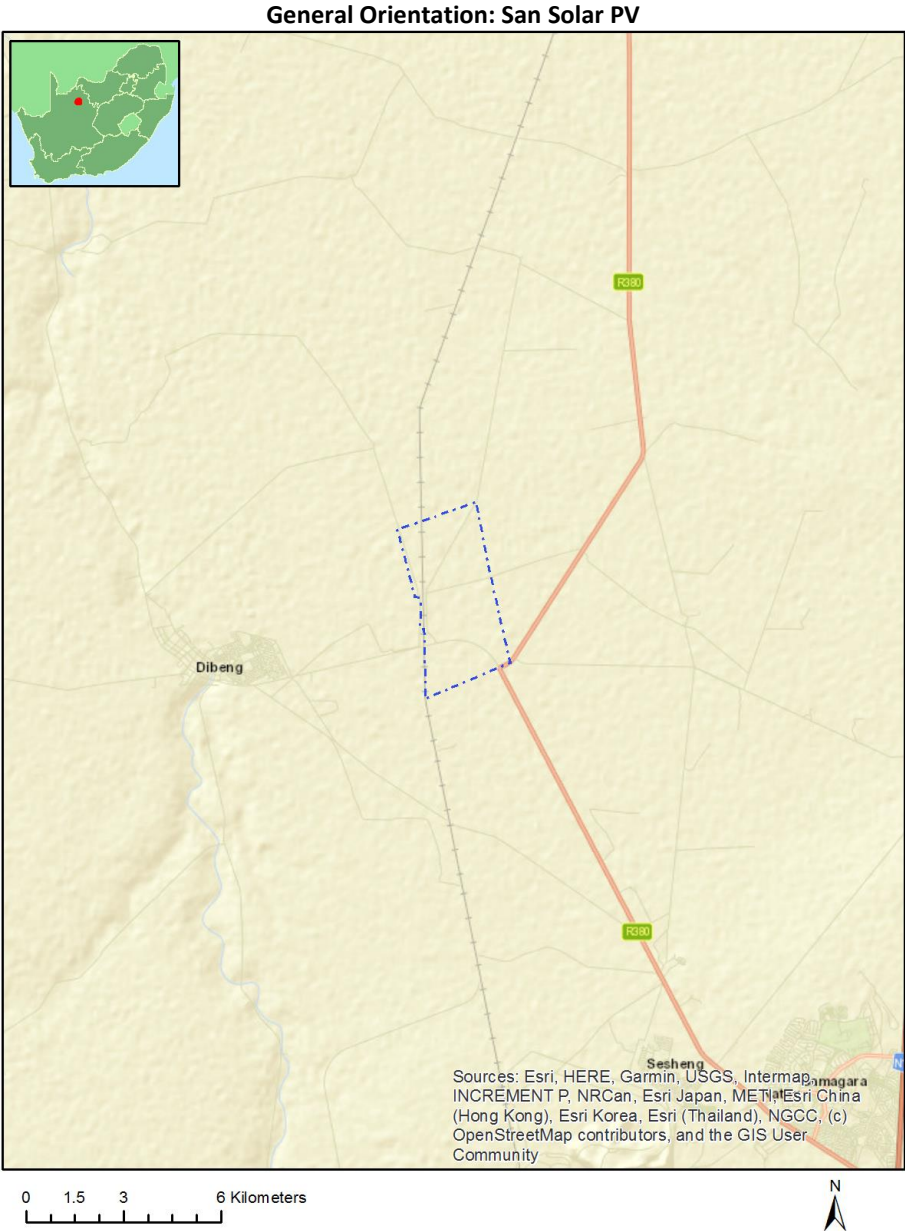 General Orientation: San Solar PV
R380
Dibeng
R380
Sesheng
Sources: Esri, HERE, Garmin, USGS, Intermap,
INCREMENT P, NRCan, Esri Japan, METI, Esri China
(Hong Kong), Esri Korea, Esri (Thailand), NGCC, (c)
OpenStreetMap contributors, and the GIS User
Community
0 1.5 3 6 Kilometers
N